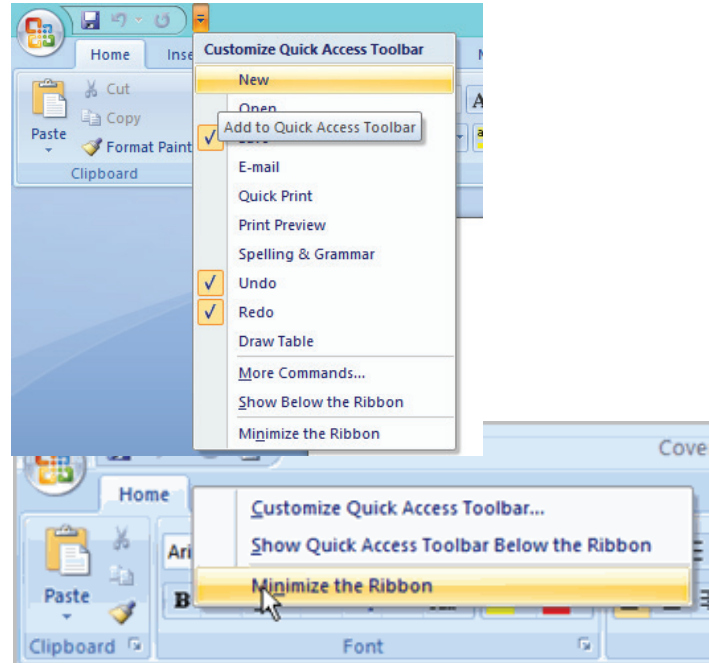 Home Inse
Customize Quick Access Toolbar
New
Open
Add to Quick Access Toolbar
Save
E-mail
Quick Print
Print Preview
Spelling & Grammar
Undo
Redo
Draw Table
More Commands...
Show Below the Ribbon
Minimize the Ribbon
Cut
Copy
Paste
Format Paint
Clipboard
Cove
Home
Customize Quick Access Toolbar...
Show Quick Access Toolbar Below the Ribbon
Minimize the Ribbon
Ari
Paste
B
Clipboard
Font